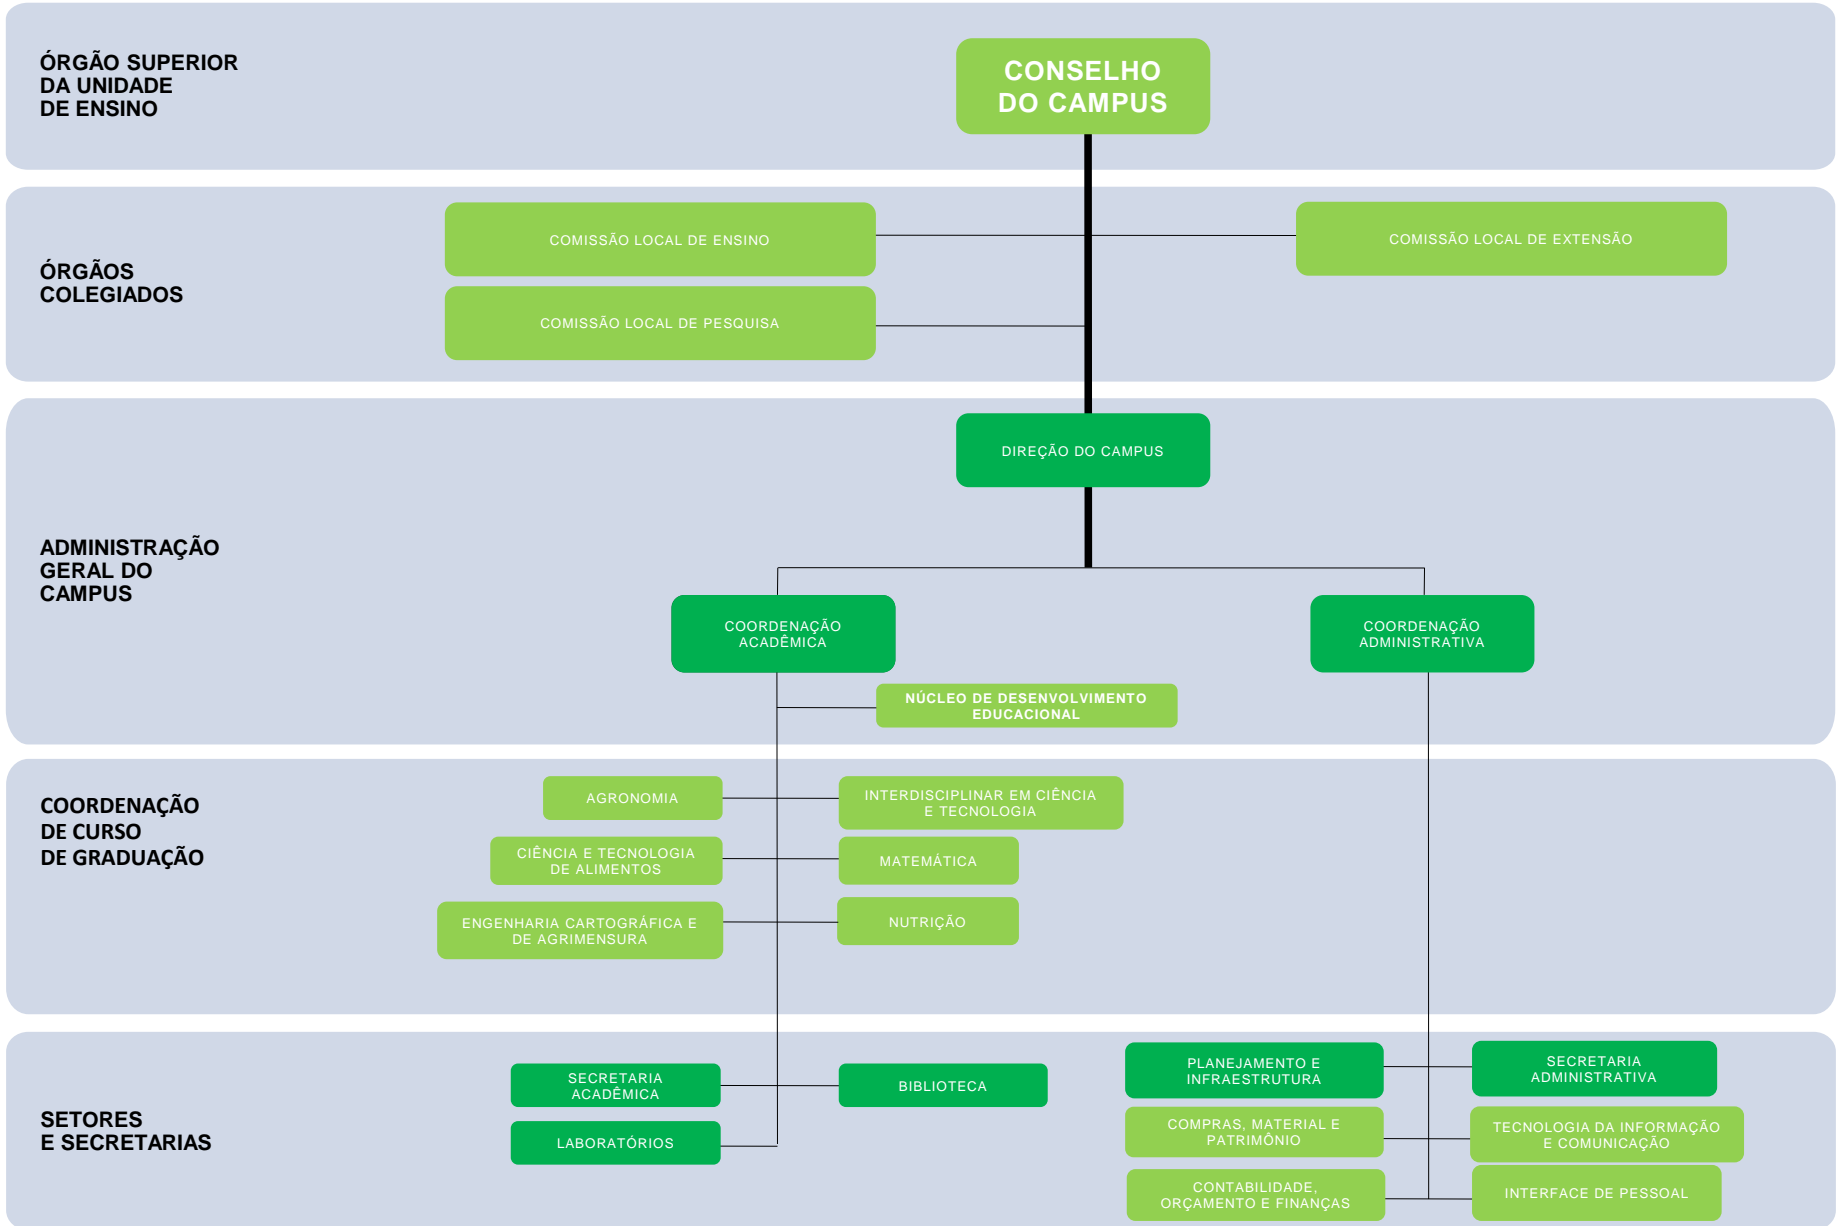 ÓRGÃO SUPERIOR
DA UNIDADE
DE ENSINO
CONSELHO
DO CAMPUS
ÓRGÃOS
COLEGIADOS
COMISSÃO LOCAL DE ENSINO
COMISSÃO LOCAL DE EXTENSÃO
COMISSÃO LOCAL DE PESQUISA
ADMINISTRAÇÃO
GERAL DO
CAMPUS
DIREÇÃO DO CAMPUS
COORDENAÇÃO
ACADÊMICA
COORDENAÇÃO
ADMINISTRATIVA
NÚCLEO DE DESENVOLVIMENTO
EDUCACIONAL
COORDENAÇÃO
DE CURSO
DE GRADUAÇÃO
AGRONOMIA
INTERDISCIPLINAR EM CIÊNCIA
E TECNOLOGIA
CIÊNCIA E TECNOLOGIA
DE ALIMENTOS
MATEMÁTICA
ENGENHARIA CARTOGRÁFICA E
DE AGRIMENSURA
NUTRIÇÃO
SETORES
E SECRETARIAS
SECRETARIA
ACADÊMICA
BIBLIOTECA
LABORATÓRIOS
PLANEJAMENTO E
INFRAESTRUTURA
SECRETARIA
ADMINISTRATIVA
COMPRAS, MATERIAL E
PATRIMÔNIO
TECNOLOGIA DA INFORMAÇÃO
E COMUNICAÇÃO
CONTABILIDADE,
ORÇAMENTO E FINANÇAS
INTERFACE DE PESSOAL